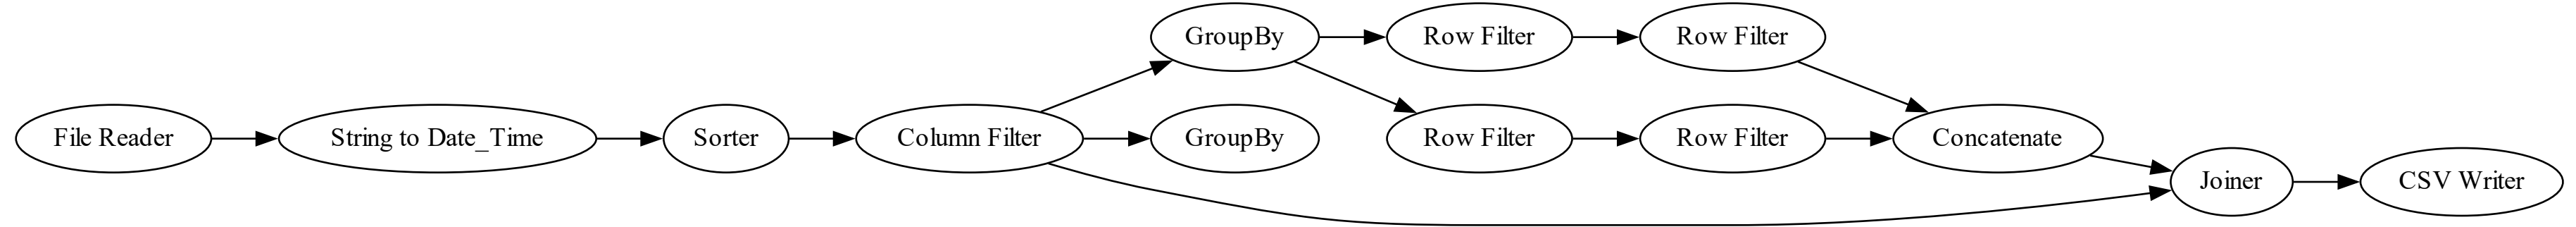 File Reader
String to Date_Time
Sorter
Column Filter
GroupBy
Row Filter
Row Filter
GroupBy
Row Filter
Row Filter
Concatenate
Joiner
CSV Writer